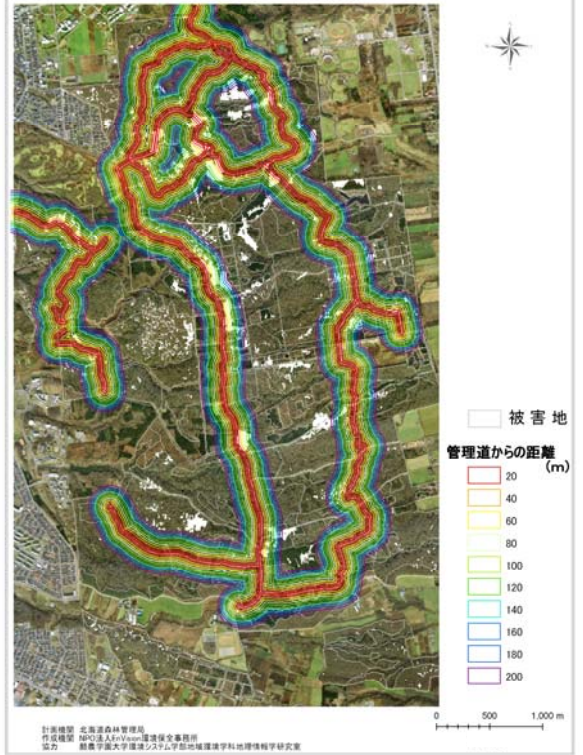 被害地
管理道からの距離
(m)
20
40
60
80
100
120
140
160
180
200
0 500 1,000 m
計画機関 北海道森林管理局
作成機関 NPO法人EnVision環境保全事務所
協力 酪農学園大学環境システム学部地域環境学科地理情報学研究室